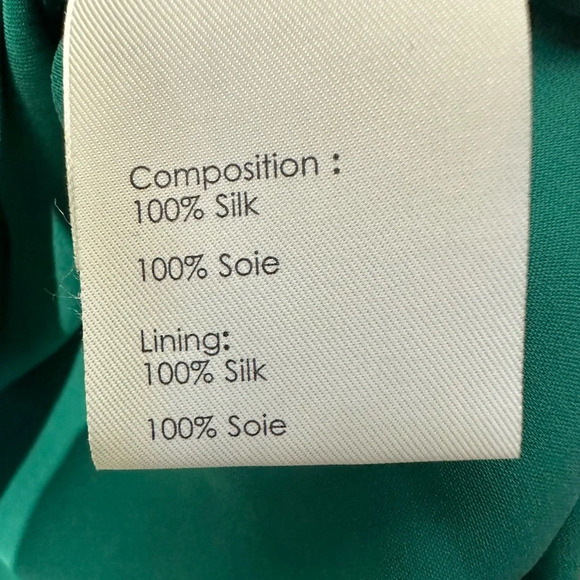 Composition :
100% Silk
100% Soie
Lining:
100% Silk
100% Soie